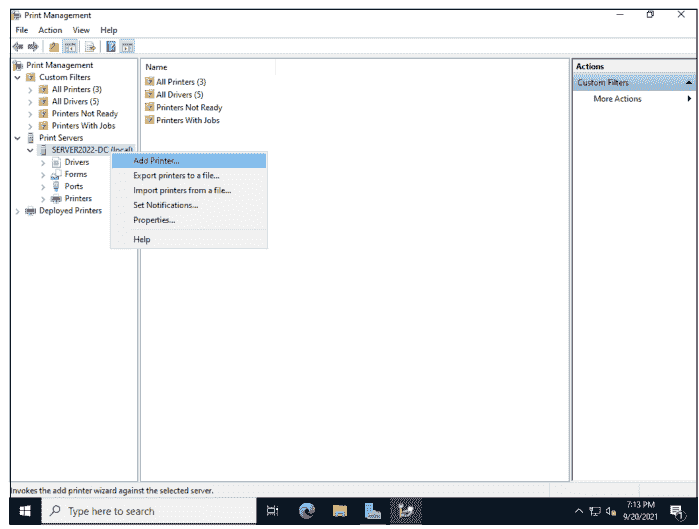 Print Management
File Action View Help
Print Management
Custom Filters
All Printers (3)
All Drivers (5)
Printers Not Ready
Printers With Jobs
Print Servers
SERVER2022-DC (local)
Drivers
Forms
Ports
Printers
Deployed Printers
Name
All Printers (3)
All Drivers (5)
Printers Not Ready
Printers With Jobs
Add Printer...
Export printers to a file...
Import printers from a file...
Set Notifications...
Properties...
Help
Actions
Custom Filters
More Actions
Invokes the add printer wizard against the selected server.
Type here to search
7:13 PM
9/20/2021
1